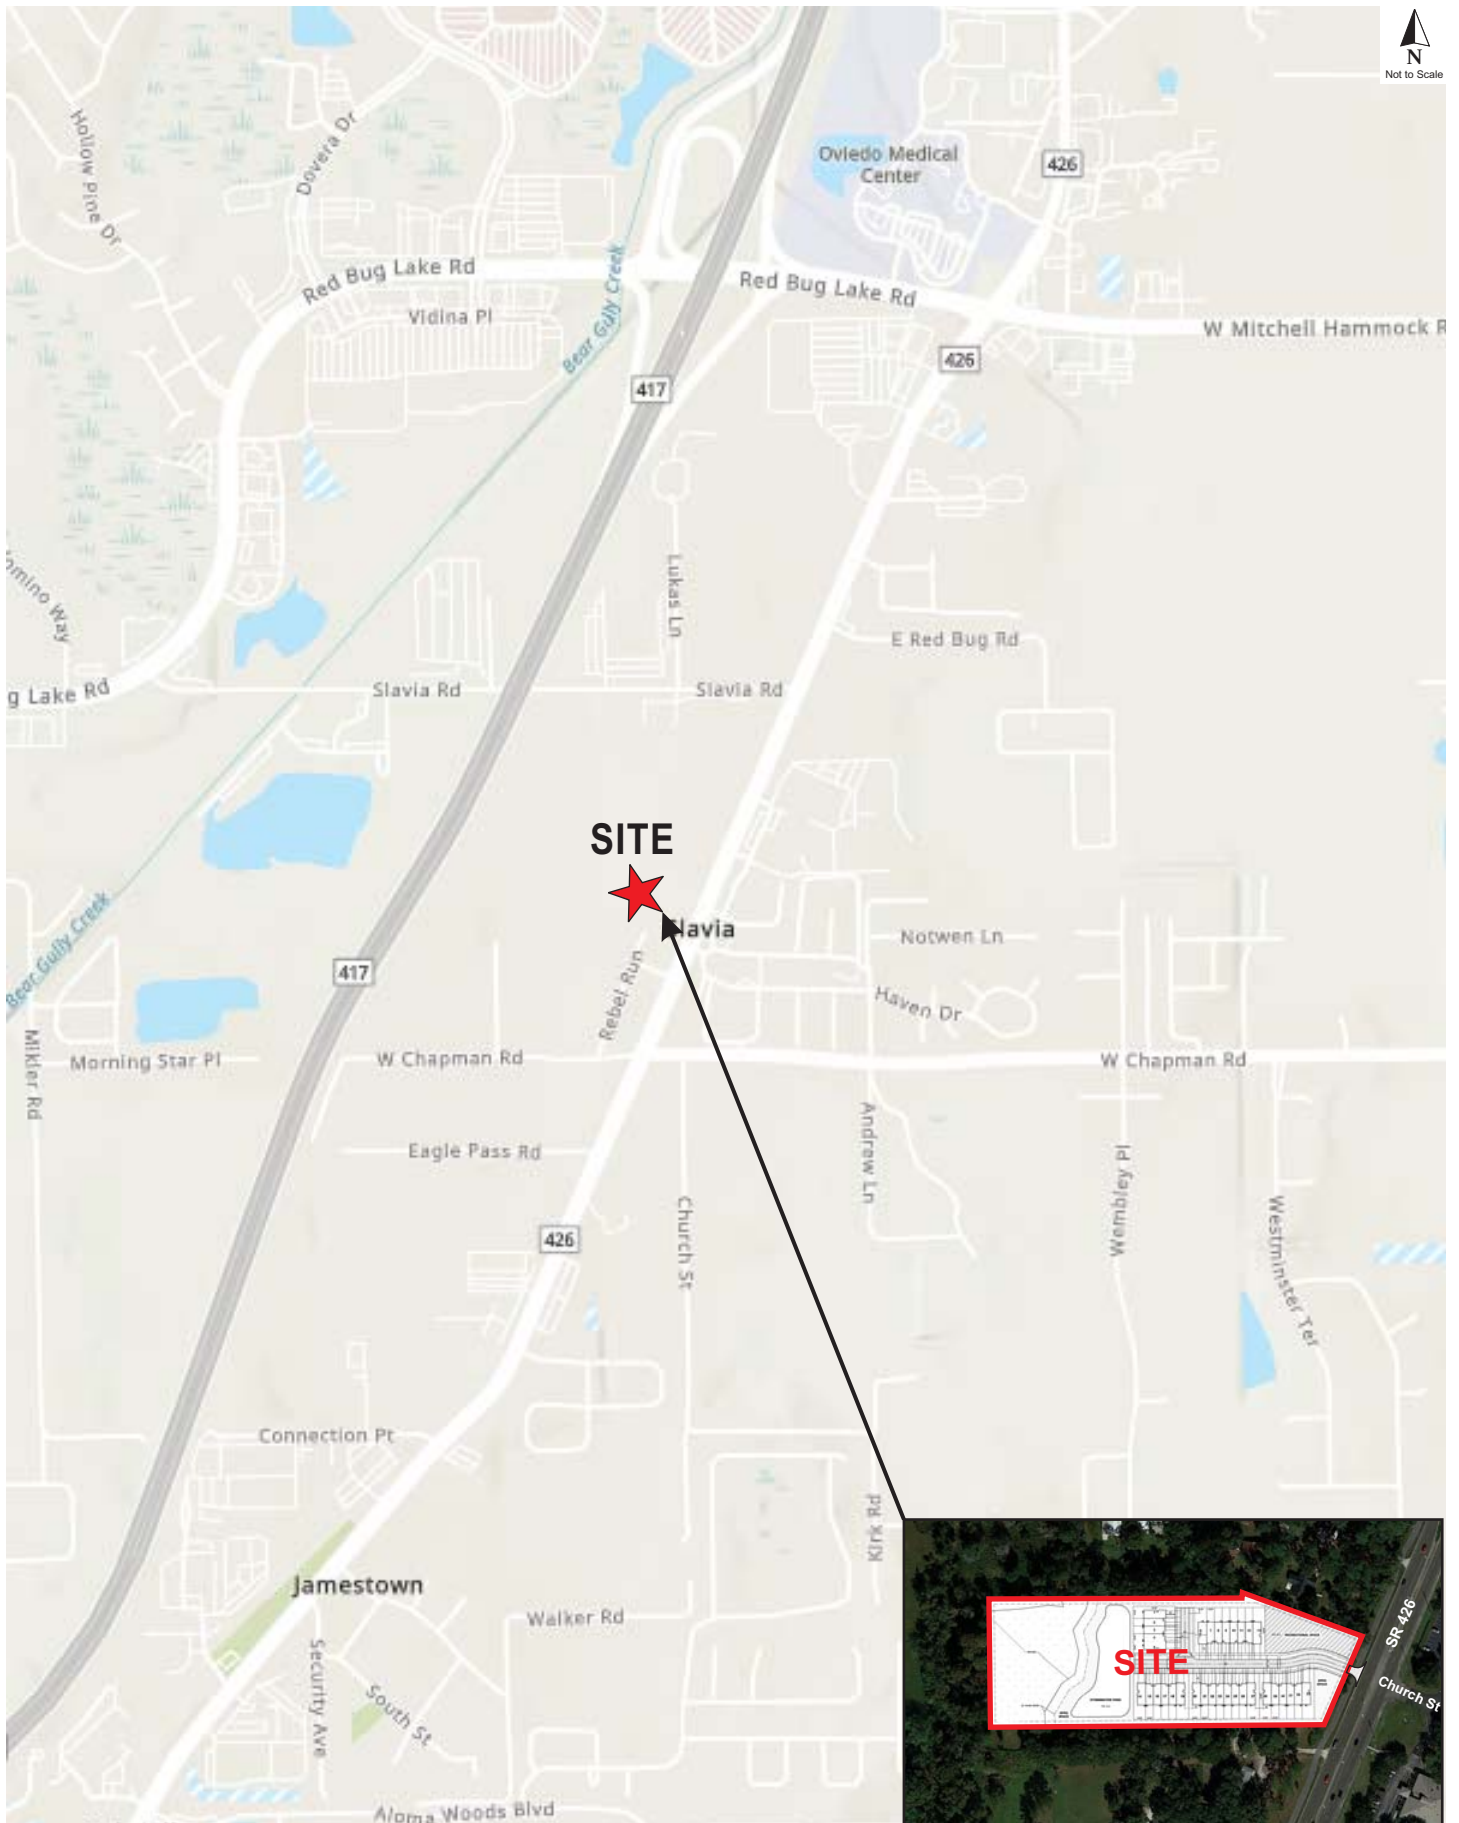 N
Not to Scale
Hollow Pine Dr
Dovera Dr
Oviedo Medical
Center
426
Red Bug Lake Rd
Bear Gully Creek
Red Bug Lake Rd
Vidina Pl
W Mitchell Hammock R
426
417
Lukas Ln
omino Way
E Red Bug Rd
g Lake Rd
Slavia Rd
Slavia Rd
SITE
lavia
Notwen Ln
Bear Gully Creek
417
Rebel Run
Haven Dr
Mikler Rd
Morning Star Pl
W Chapman Rd
W Chapman Rd
Andrew Ln
Eagle Pass Rd
Wembley Pl
Church St
426
Westminster Ter
Connection Pt
Kirk Rd
Jamestown
Walker Rd
SR 426
SITE
Security Ave
South St
Church St
Aloma Woods Blvd